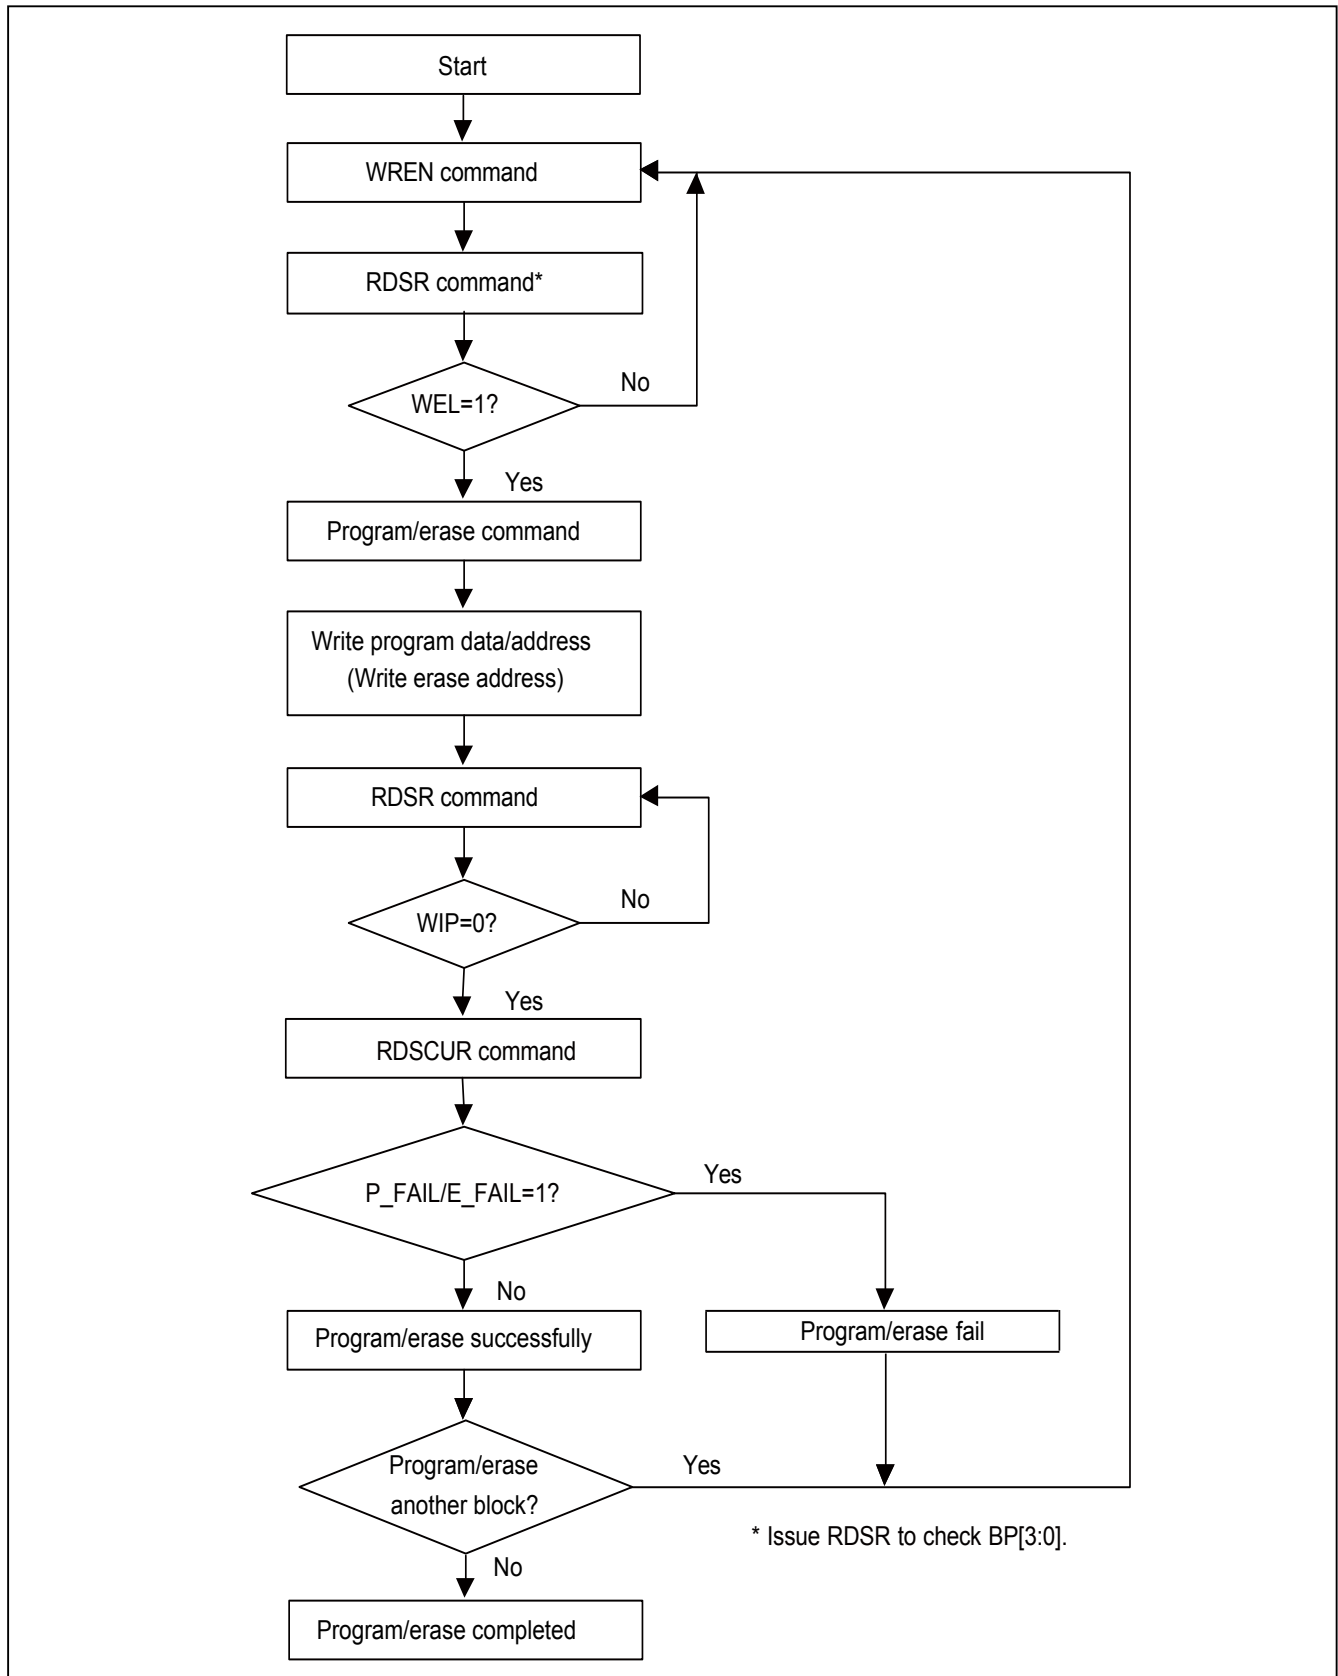 Start
WREN command
RDSR command*
WEL=1?
No
Yes
Program/erase command
Write program data/address
(Write erase address)
RDSR command
WIP=0?
No
Yes
RDSCUR command
P_FAIL/E_FAIL=1?
Yes
No
Program/erase successfully
Program/erase fail
Program/erase
another block?
Yes
* Issue RDSR to check BP[3:0].
No
Program/erase completed